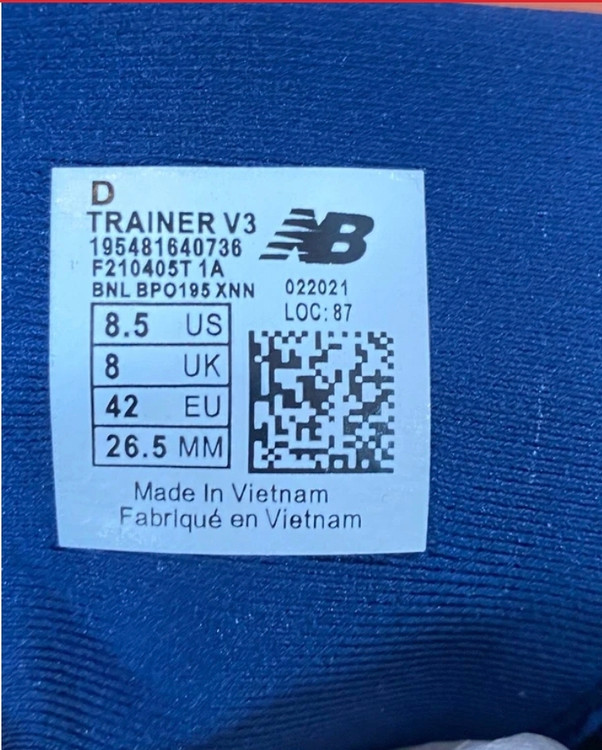 D
TRAINER V3
195481640736
F210405T 1A
BNL BPO195 XNN
NB
022021
LOC: 87
8.5 US
8 UK
42 EU
26.5 MM
Made In Vietnam
Fabriqué en Vietnam